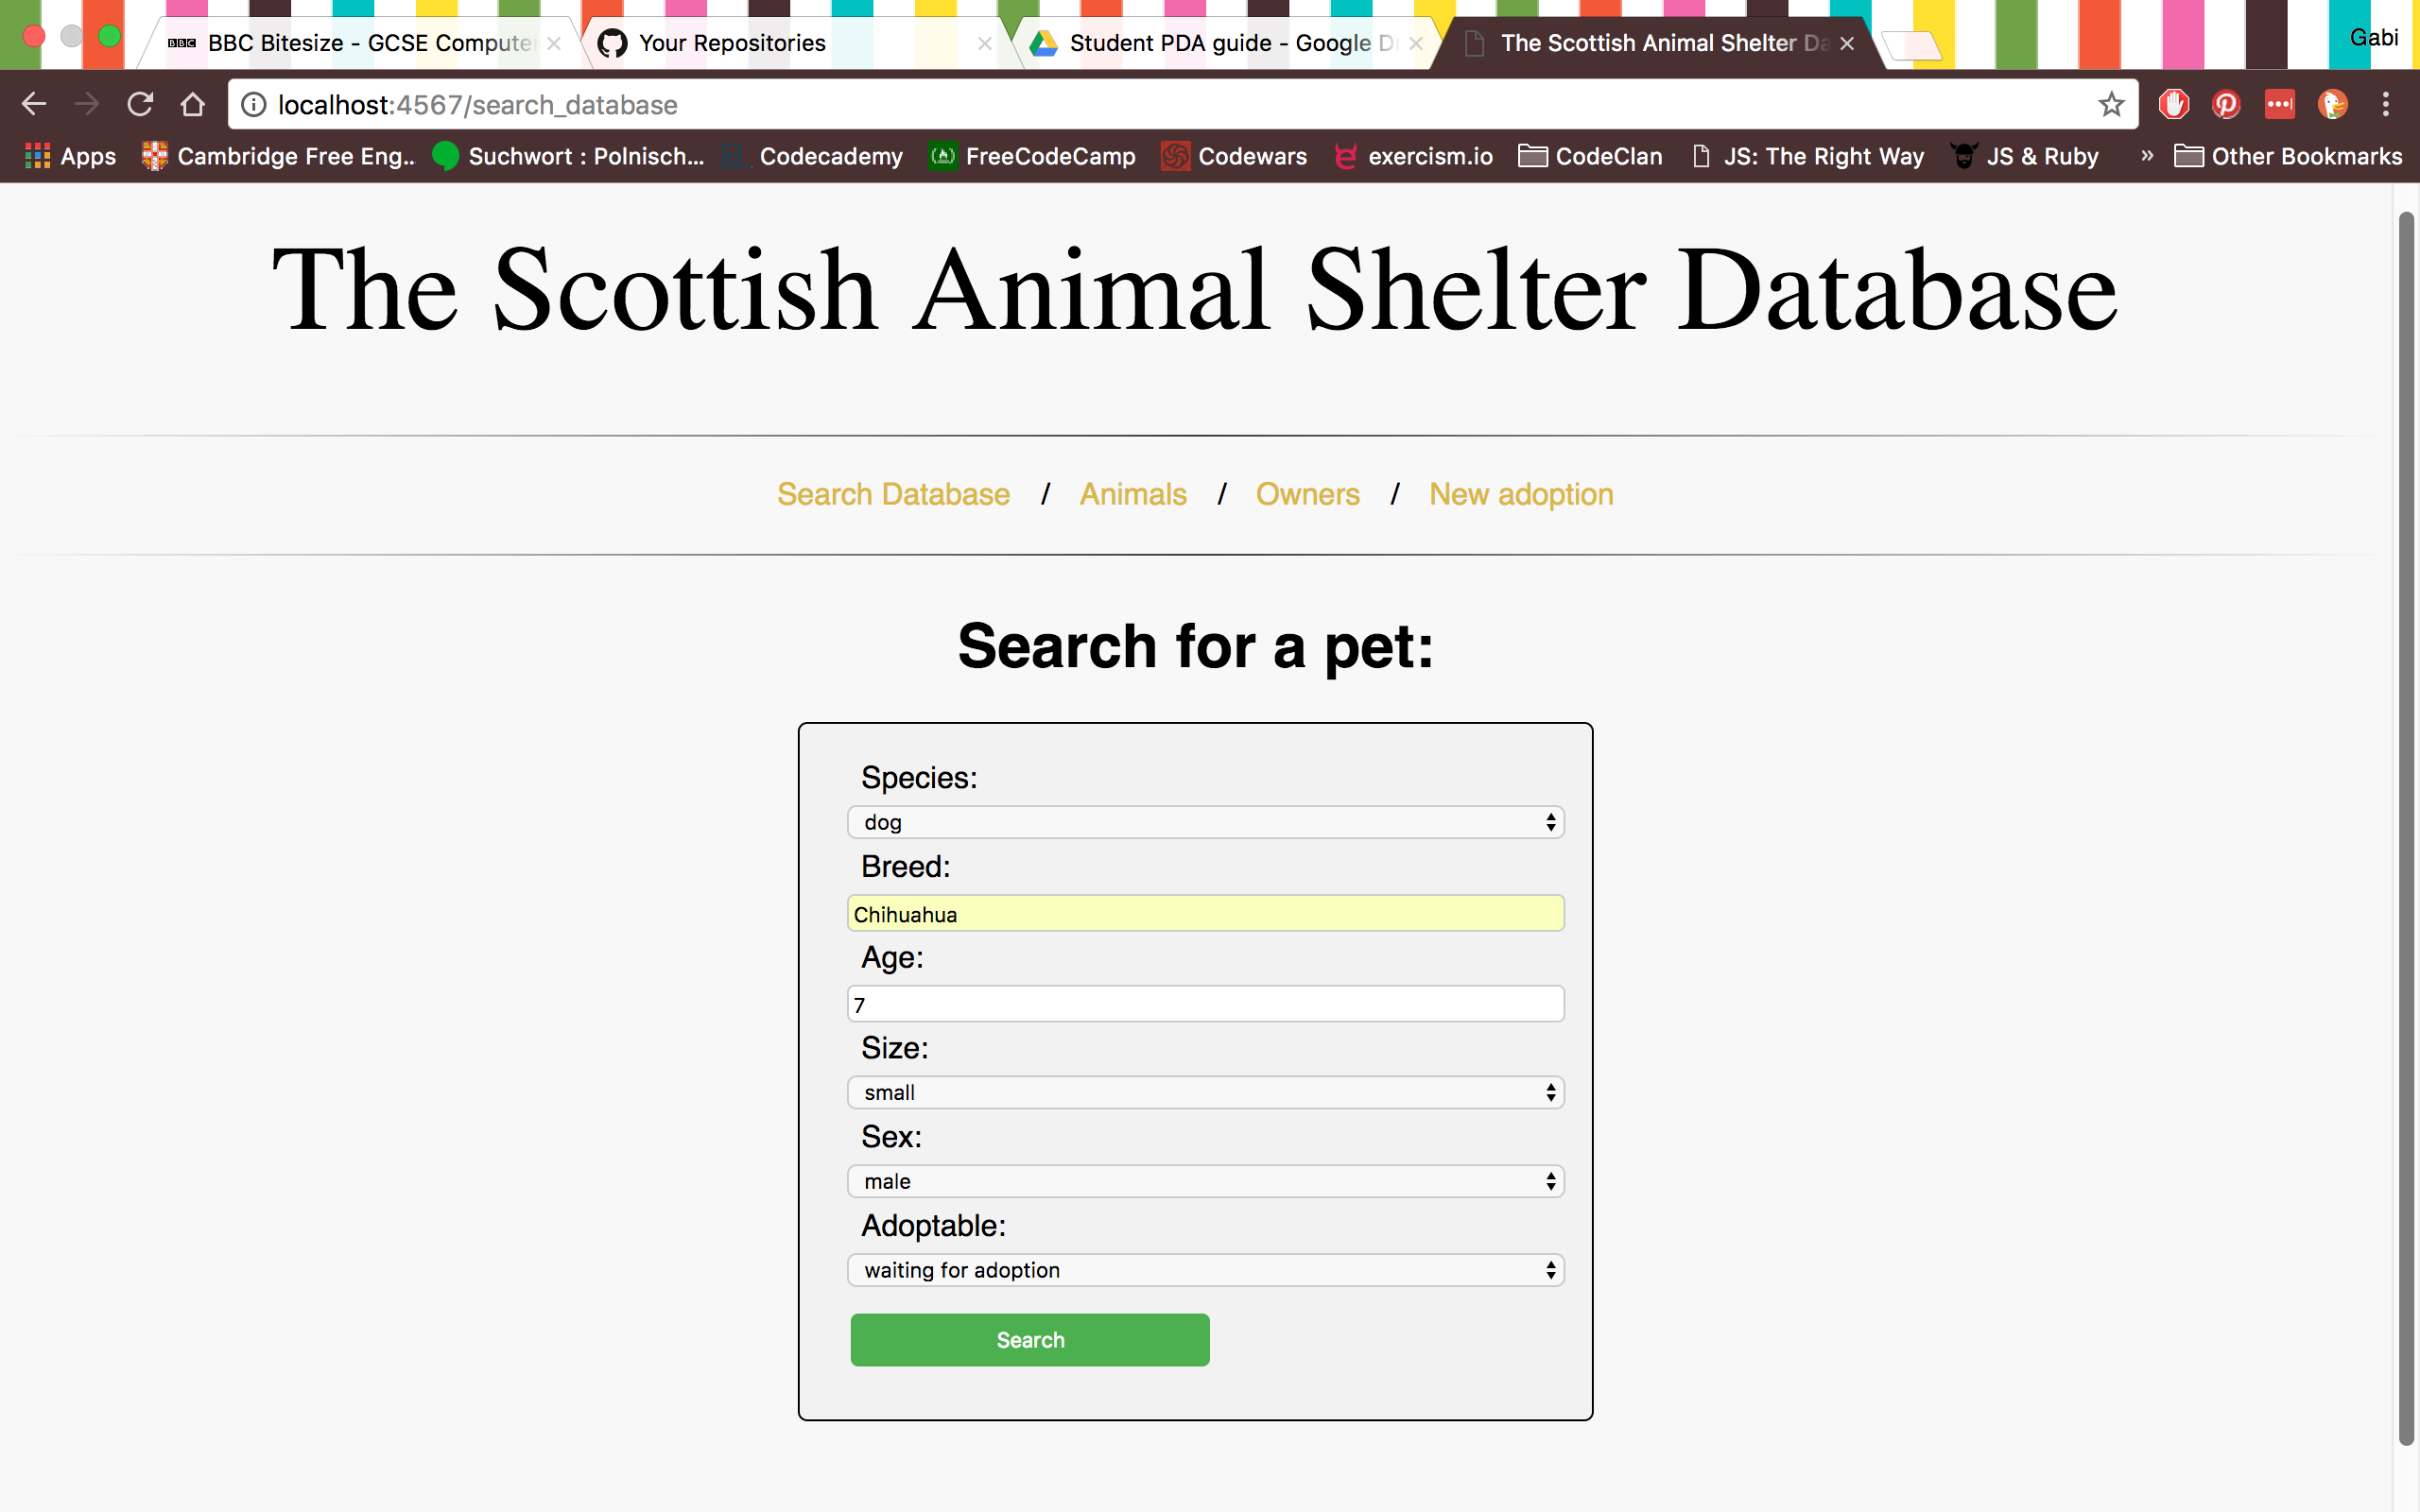 BBC BBC Bitesize - GCSE Compute
Your Repositories
Student PDA guide - Google D
The Scottish Animal Shelter Da
Gabi
localhost:4567/search_database
Apps
Cambridge Free Eng...
Suchwort : Polnisch...
Codecademy
FreeCodeCamp
Codewars
exercism.io
CodeClan
JS: The Right Way
JS & Ruby
»
Other Bookmarks
The Scottish Animal Shelter Database
Search Database / Animals / Owners / New adoption
Search for a pet:
Species:
dog
Breed:
Chihuahua
Age:
7
Size:
small
Sex:
male
Adoptable:
waiting for adoption
Search